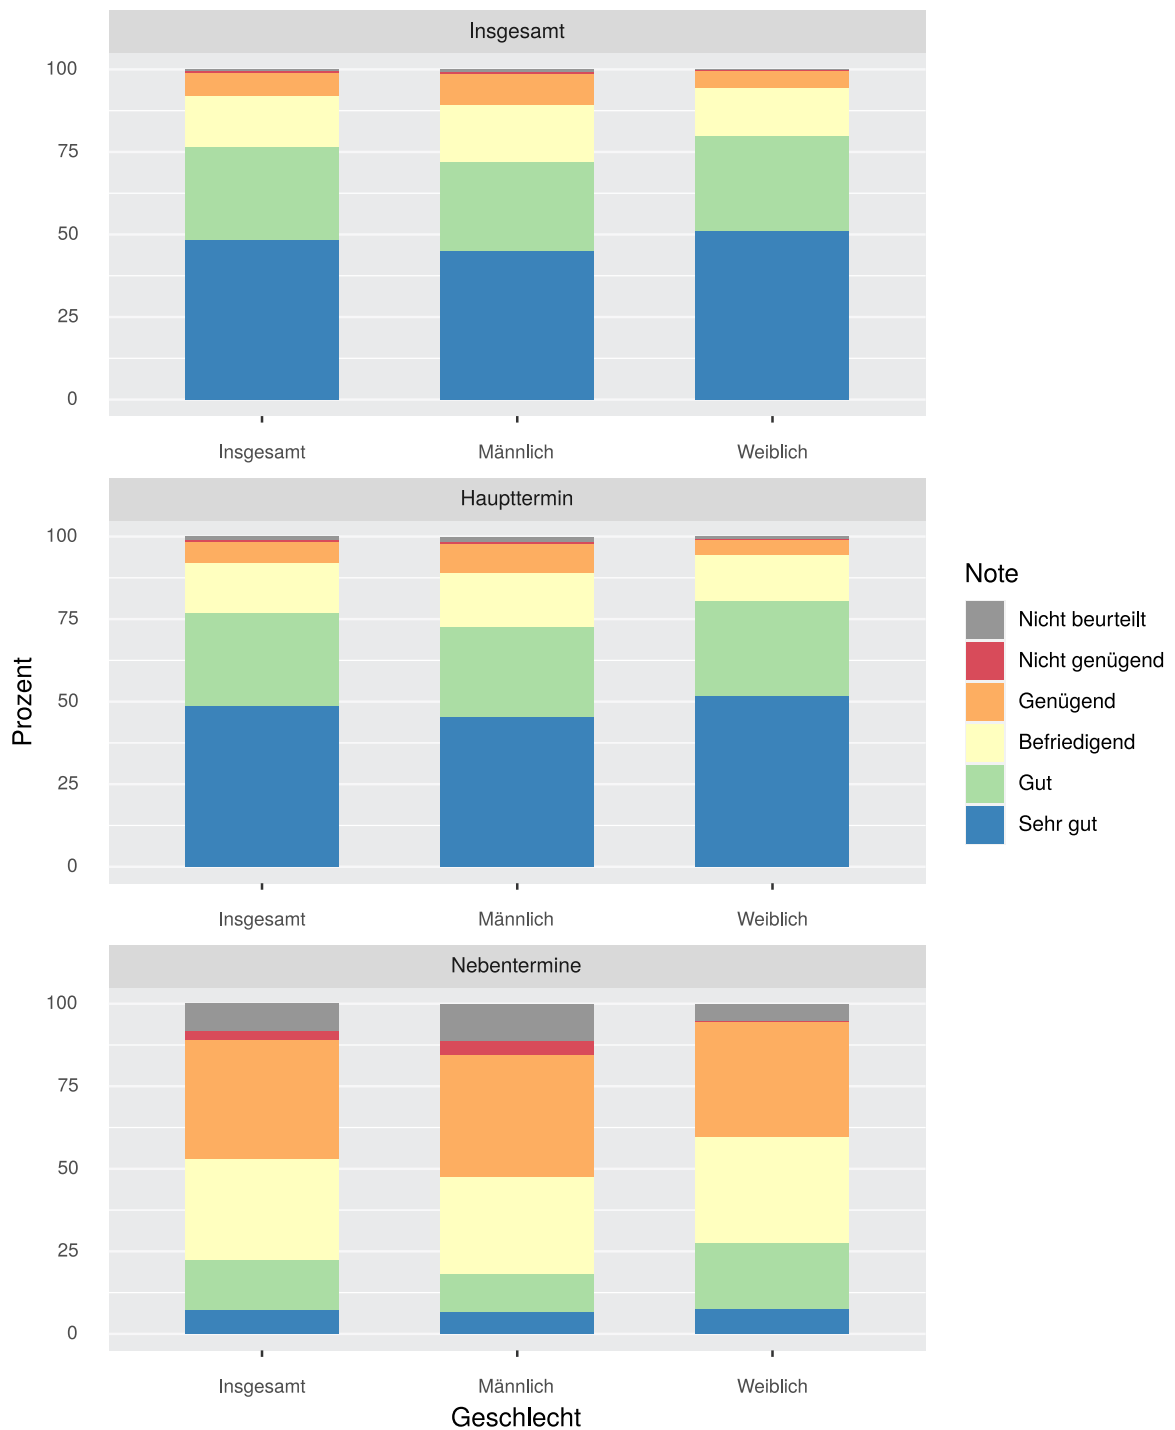 Insgesamt
100
75
50
25
0
Insgesamt Männlich Weiblich
Haupttermin
100
75
50
25
0
Insgesamt Männlich Weiblich
Nebentermine
100
75
50
25
0
Insgesamt Männlich Weiblich
Geschlecht
Prozent
Note
Nicht beurteilt
Nicht genügend
Genügend
Befriedigend
Gut
Sehr gut